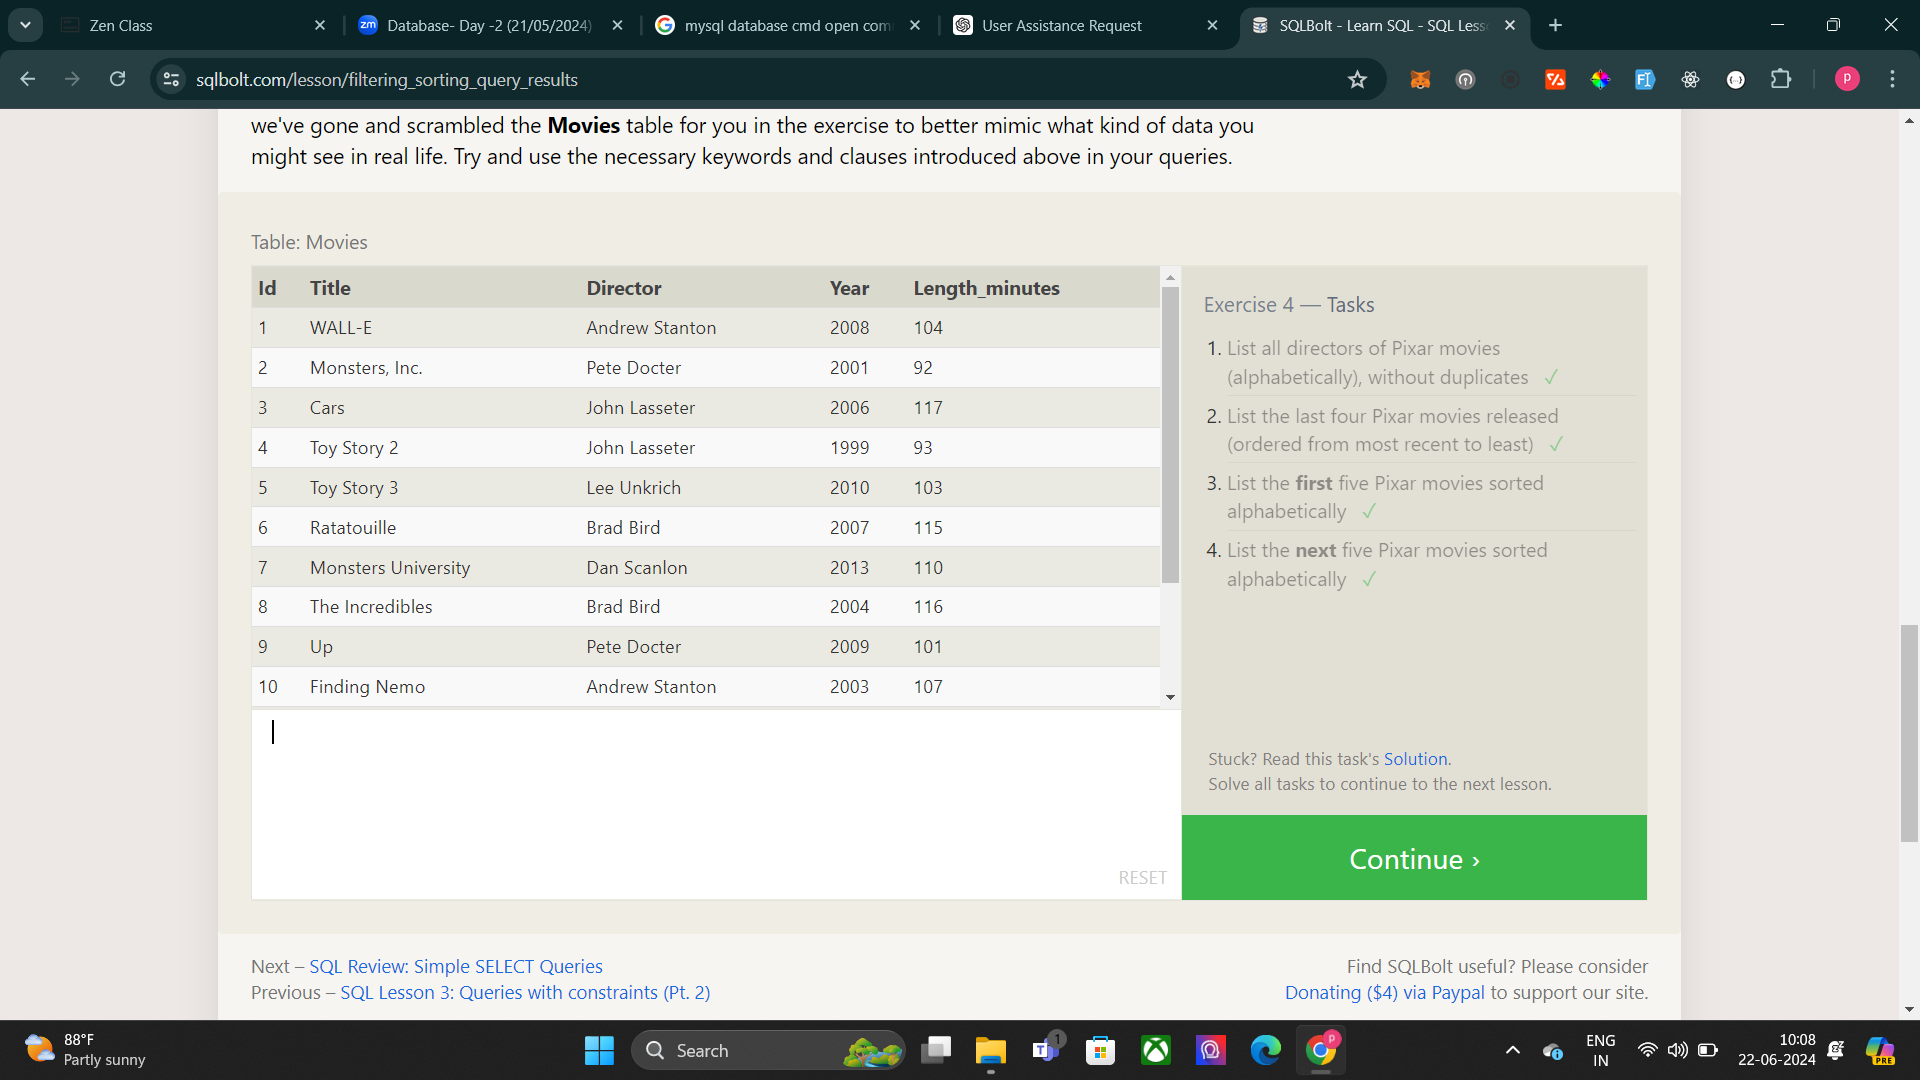 Zen Class
Database- Day -2 (21/05/2024)
mysql database cmd open com
User Assistance Request
SQLBolt - Learn SQL - SQL Less
sqlbolt.com/lesson/filtering_sorting_query_results
we've gone and scrambled the Movies table for you in the exercise to better mimic what kind of data you
might see in real life. Try and use the necessary keywords and clauses introduced above in your queries.
Table: Movies
Id Title Director Year Length_minutes
1 WALL-E Andrew Stanton 2008 104
2 Monsters, Inc. Pete Docter 2001 92
3 Cars John Lasseter 2006 117
4 Toy Story 2 John Lasseter 1999 93
5 Toy Story 3 Lee Unkrich 2010 103
6 Ratatouille Brad Bird 2007 115
7 Monsters University Dan Scanlon 2013 110
8 The Incredibles Brad Bird 2004 116
9 Up Pete Docter 2009 101
10 Finding Nemo Andrew Stanton 2003 107
RESET
Exercise 4 — Tasks
1. List all directors of Pixar movies
(alphabetically), without duplicates ✓
2. List the last four Pixar movies released
(ordered from most recent to least) ✓
3. List the first five Pixar movies sorted
alphabetically ✓
4. List the next five Pixar movies sorted
alphabetically ✓
Stuck? Read this task's Solution.
Solve all tasks to continue to the next lesson.
Continue ›
Next – SQL Review: Simple SELECT Queries
Previous – SQL Lesson 3: Queries with constraints (Pt. 2)
Find SQLBolt useful? Please consider
Donating ($4) via Paypal to support our site.
88°F
Partly sunny
Search
1
ENG
IN
10:08
22-06-2024
PRE